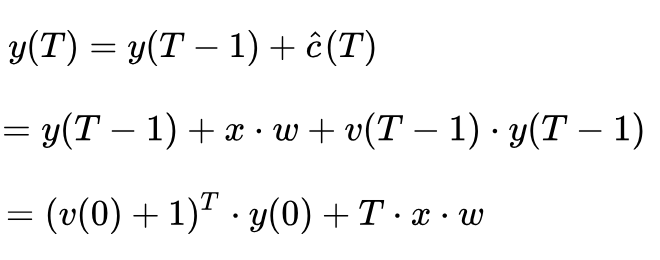 y(T) = y(T − 1) + ĉ(T)
= y(T − 1) + x · w + v(T − 1) · y(T − 1)
= (v(0) + 1)^T · y(0) + T · x · w